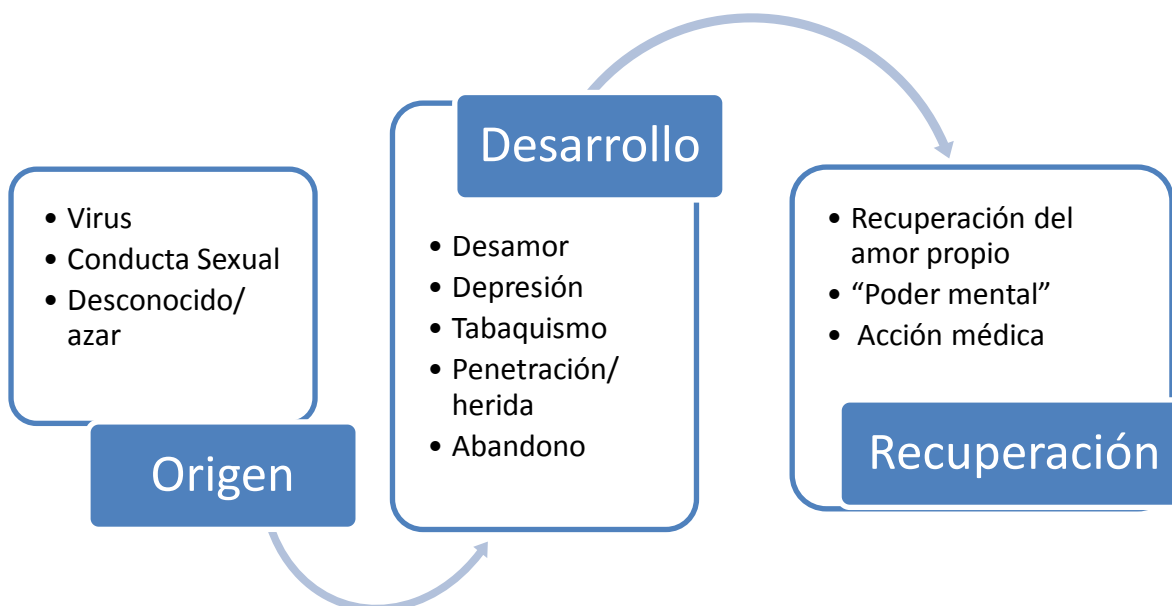 • Virus
• Conducta Sexual
• Desconocido/
azar
Origen
Desarrollo
• Desamor
• Depresión
• Tabaquismo
• Penetración/
herida
• Abandono
• Recuperación del
amor propio
• “Poder mental”
• Acción médica
Recuperación